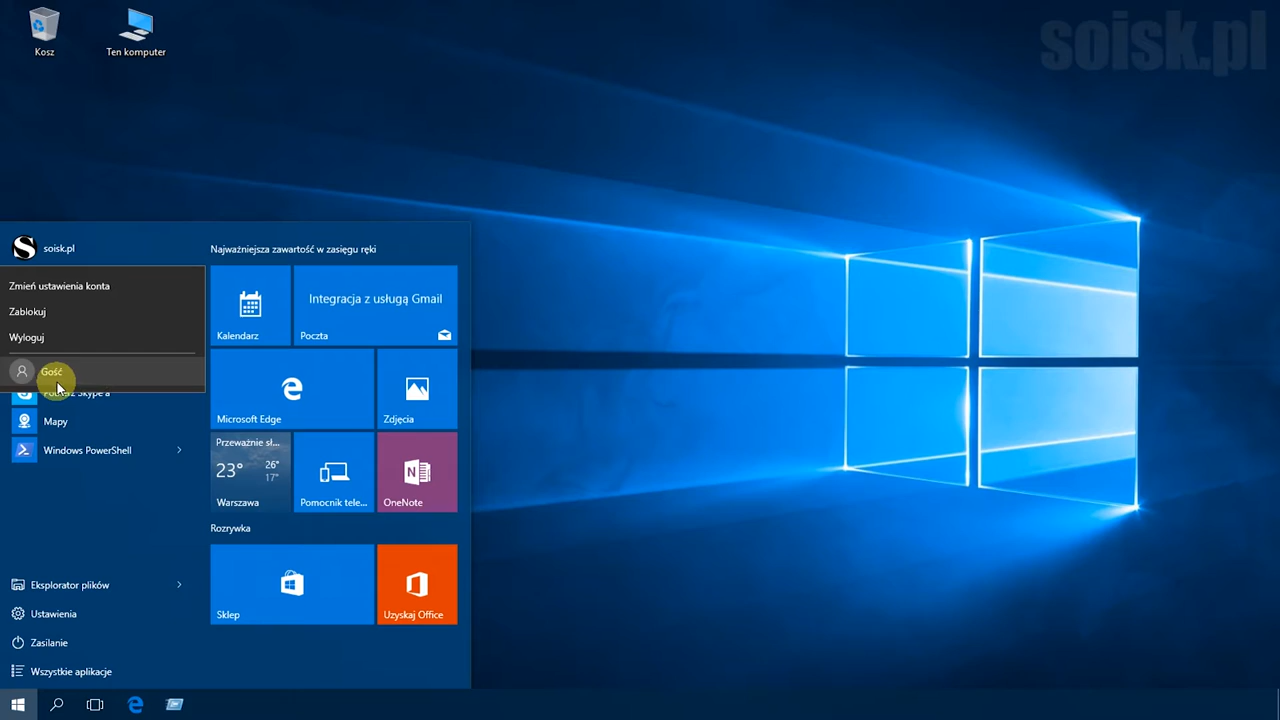 soisk.pl
Kosz
Ten komputer
soisk.pl
Zmień ustawienia konta
Zablokuj
Wyloguj
Gość
Mapy
Windows PowerShell
Eksplorator plików
Ustawienia
Zasilanie
Wszystkie aplikacje
Najważniejsza zawartość w zasięgu ręki
Kalendarz
Integracja z usługą Gmail
Poczta
Microsoft Edge
Zdjęcia
Przeważnie sł...
23°
26°
17°
Warszawa
Pomocnik tele...
OneNote
Rozrywka
Sklep
Uzyskaj Office